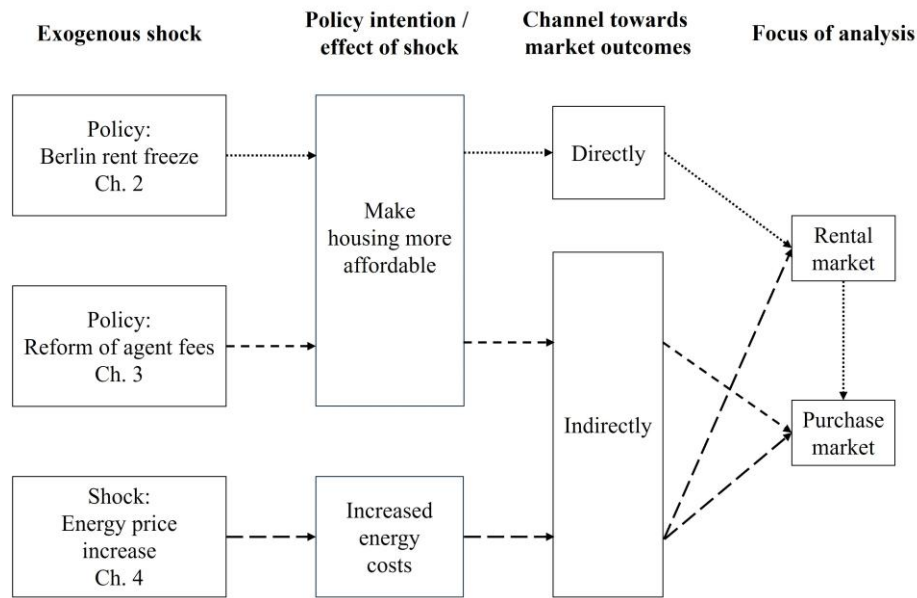 Exogenous shock
Policy intention /
effect of shock
Channel towards
market outcomes
Focus of analysis
Policy:
Berlin rent freeze
Ch. 2
Make
housing more
affordable
Directly
Rental
market
Policy:
Reform of agent fees
Ch. 3
Indirectly
Purchase
market
Shock:
Energy price
increase
Ch. 4
Increased
energy
costs